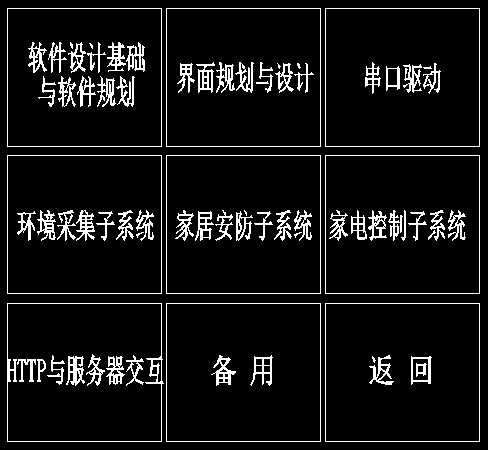 软件设计基础
与软件规划
界面规划与设计
串口驱动
环境采集子系统
家居安防子系统
家电控制子系统
HTTP与服务器交互
备用
返回